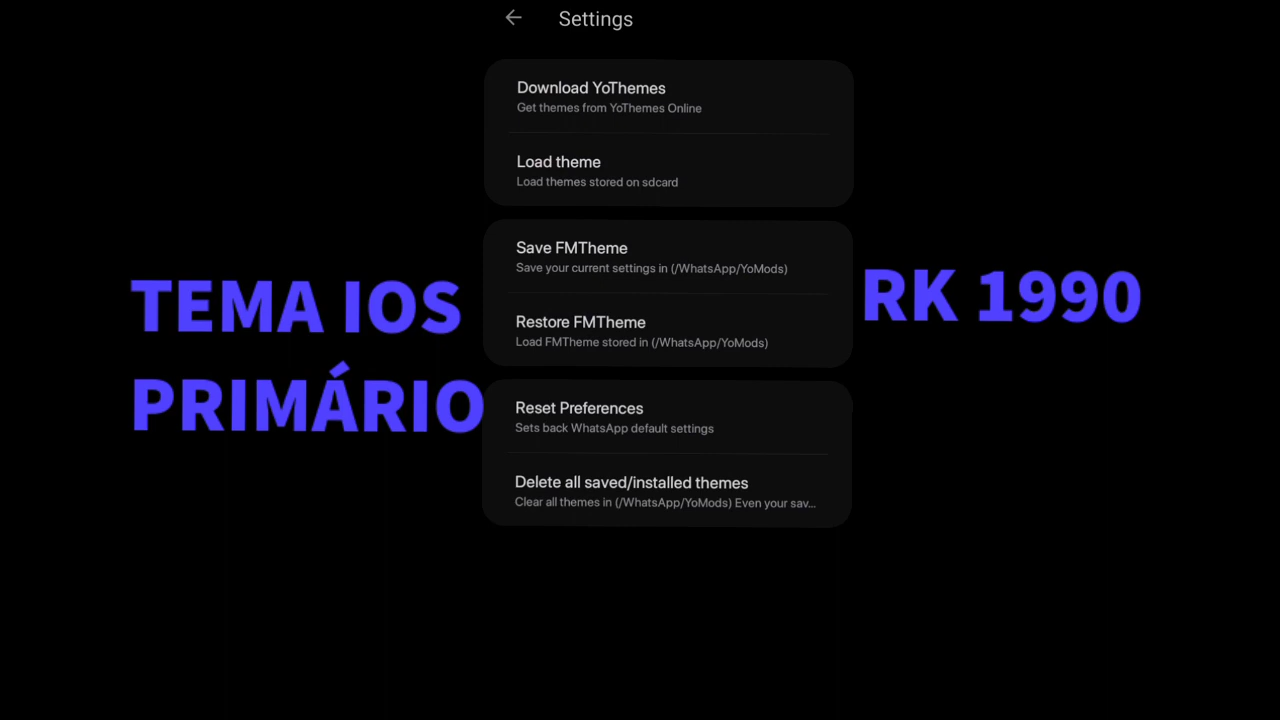 Settings
Download YoThemes
Get themes from YoThemes Online
Load theme
Load themes stored on sdcard
Save FMTheme
Save your current settings in (/WhatsApp/YoMods)
TEMA IOS
RK 1990
Restore FMTheme
Load FMTheme stored in (/WhatsApp/YoMods)
PRIMÁRIO
Reset Preferences
Sets back WhatsApp default settings
Delete all saved/installed themes
Clear all themes in (/WhatsApp/YoMods) Even your sav...